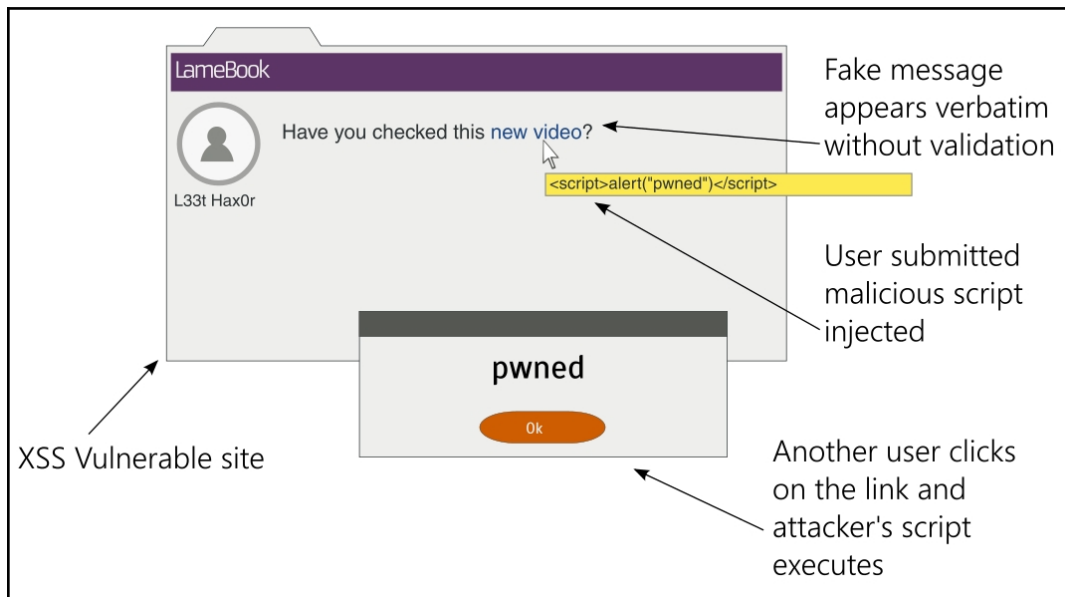 LameBook
Have you checked this new video?
<script>alert("pwned")</script>
L33t Hax0r
Fake message
appears verbatim
without validation
User submitted
malicious script
injected
pwned
Ok
XSS Vulnerable site
Another user clicks
on the link and
attacker's script
executes